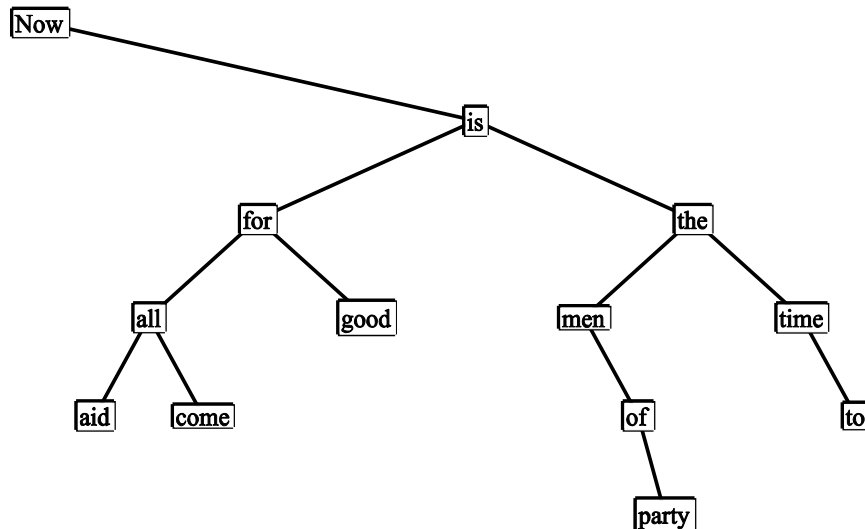 Now
is
for the
all good men time
aid come of to
party